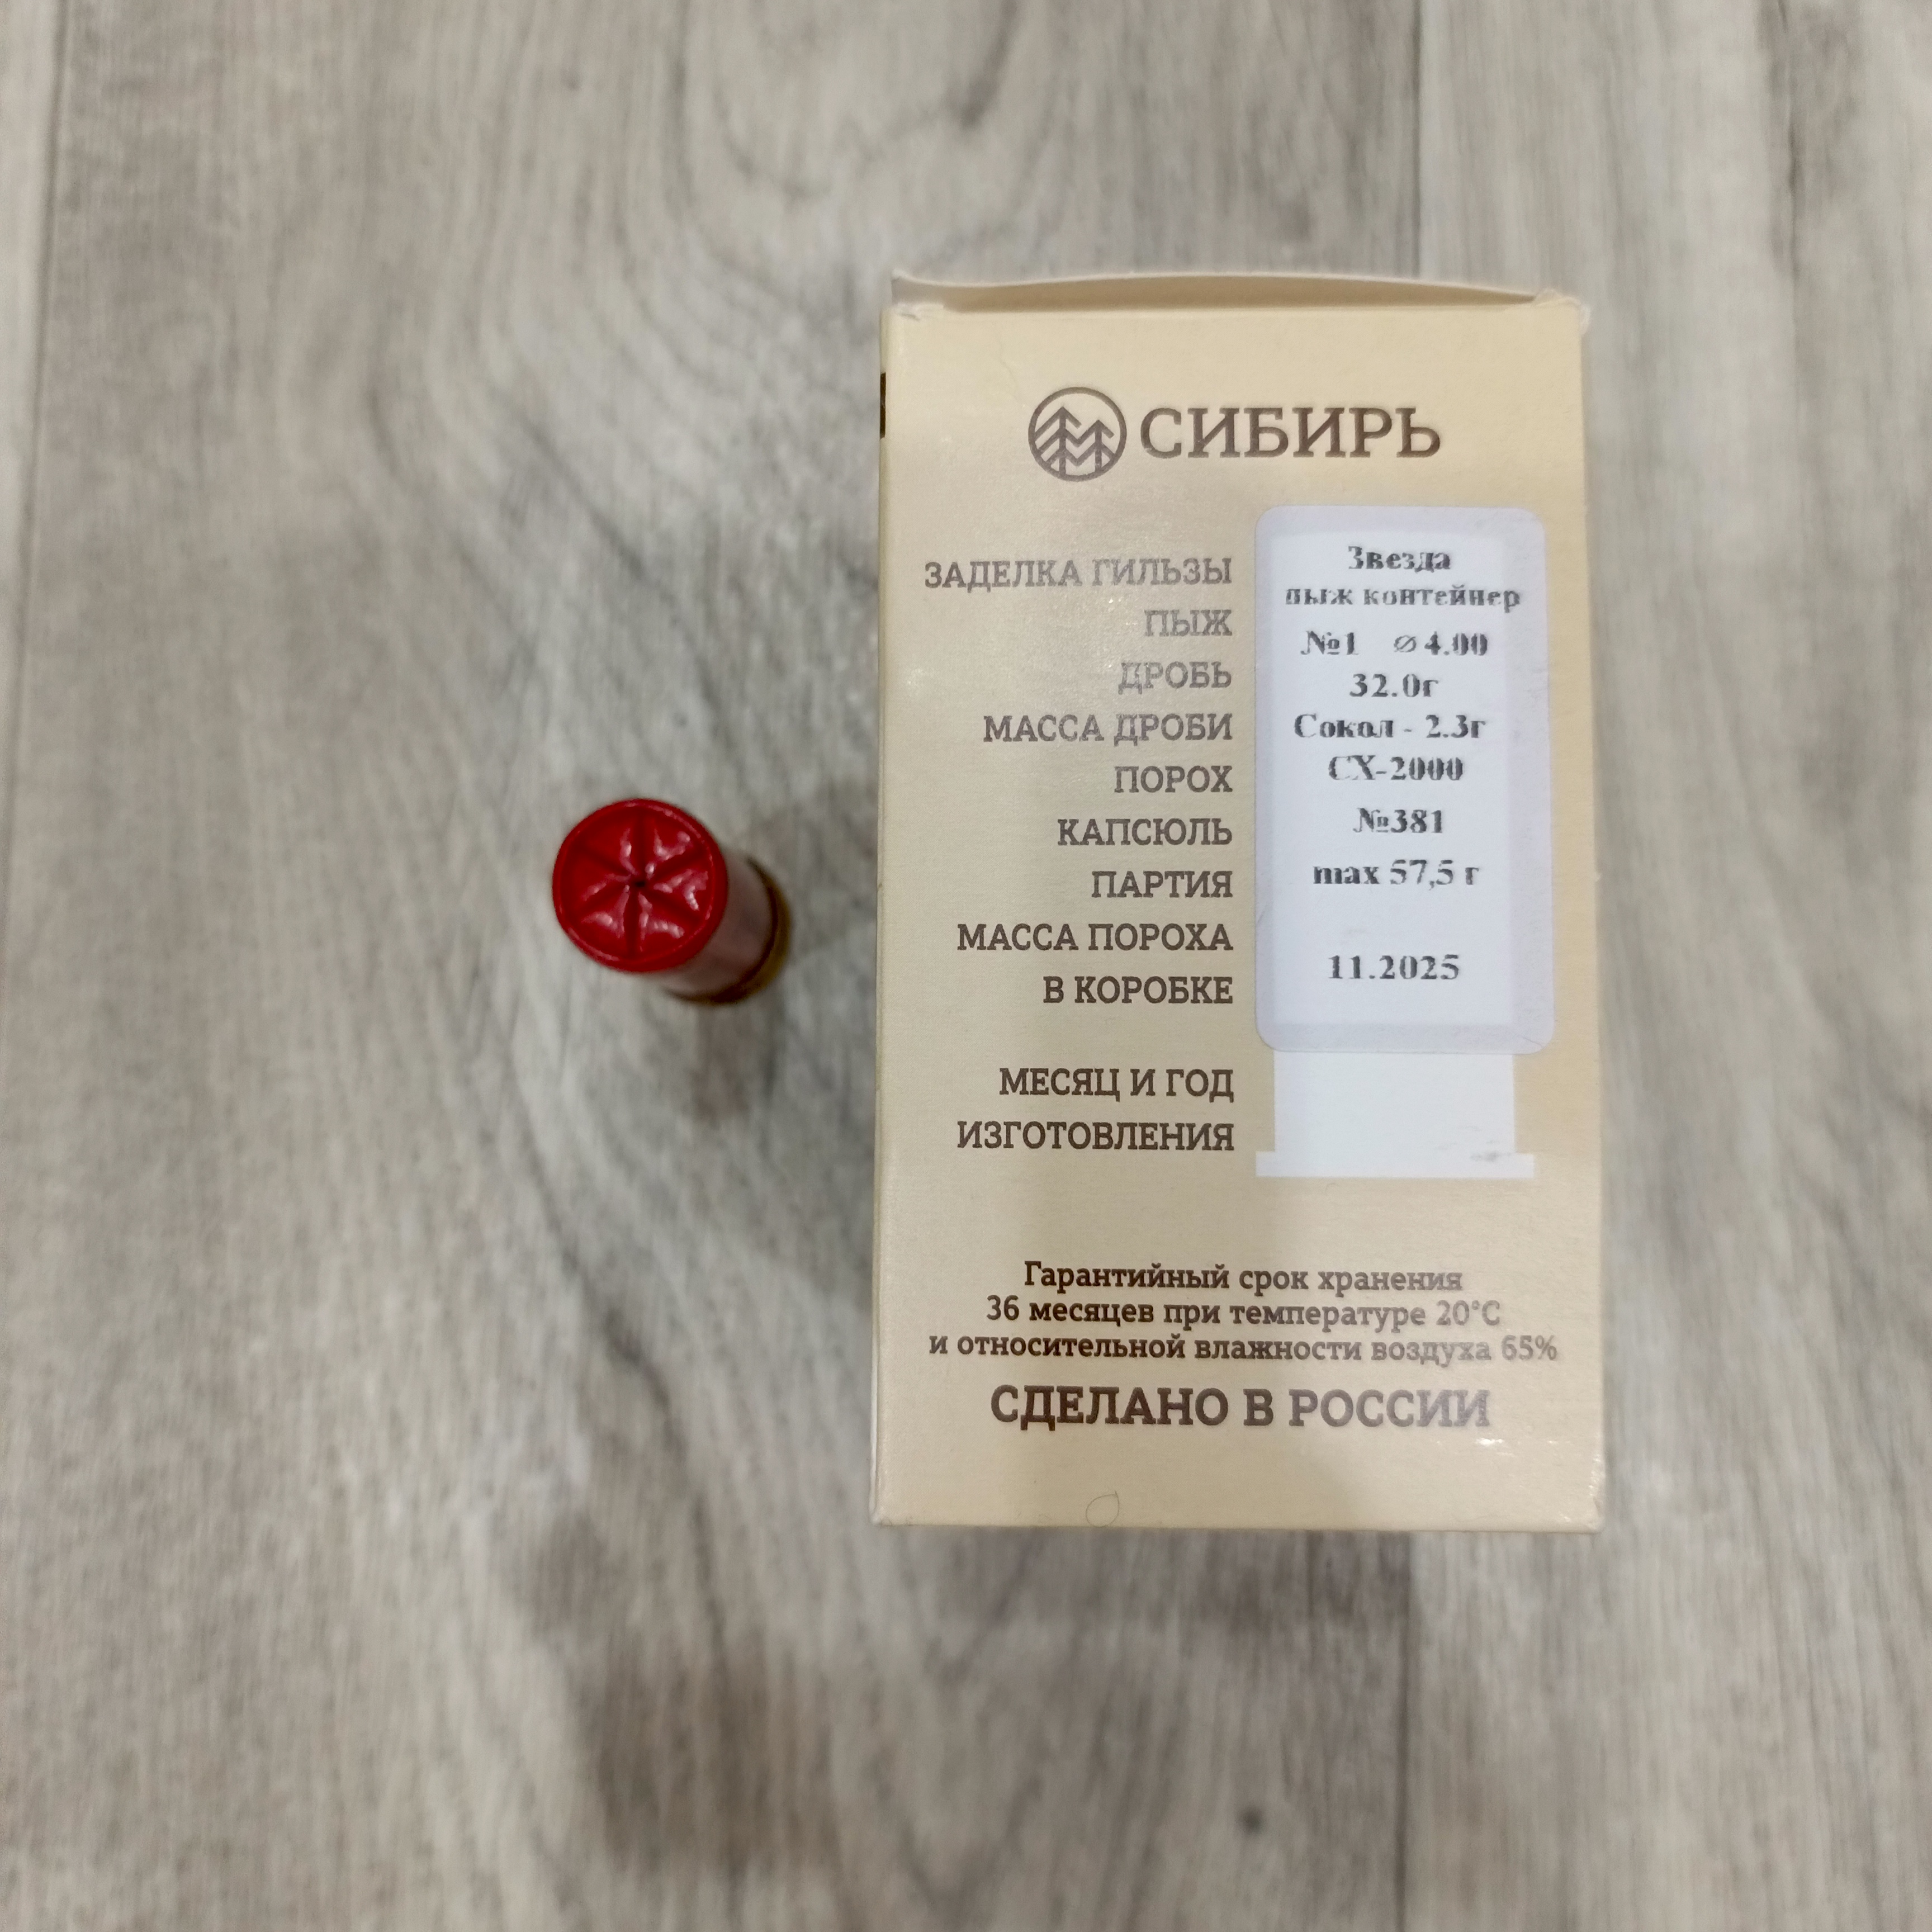 СИБИРЬ
ЗАДЕЛКА ГИЛЬЗЫ
ПЫЖ
ДРОБЬ
МАССА ДРОБИ
ПОРОХ
КАПСЮЛЬ
ПАРТИЯ
МАССА ПОРОХА
В КОРОБКЕ
МЕСЯЦ И ГОД
ИЗГОТОВЛЕНИЯ
Звезда
пыж контейнер
№1 ⌀ 4.00
32.0г
Сокол - 2.3г
СХ-2000
№381
max 57,5 г
11.2025
Гарантийный срок хранения
36 месяцев при температуре 20°C
и относительной влажности воздуха 65%
СДЕЛАНО В РОССИИ